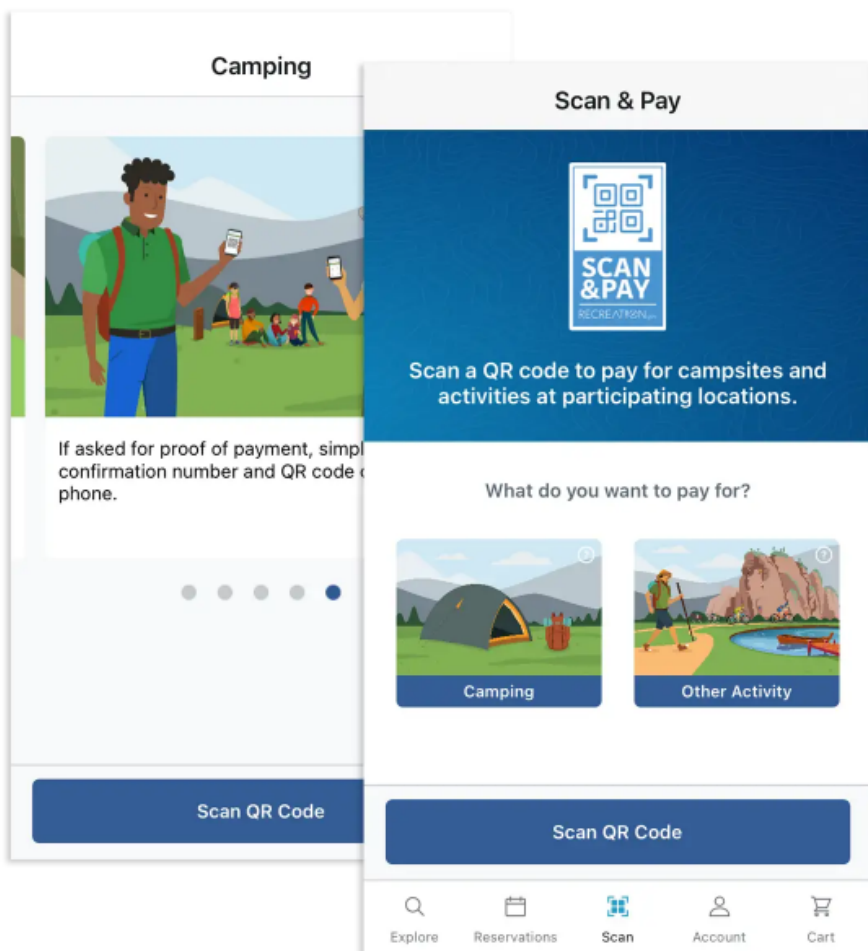 Camping
If asked for proof of payment, simpl
confirmation number and QR code
phone.
Scan QR Code
Scan & Pay
SCAN
&PAY
RECREATION.gov
Scan a QR code to pay for campsites and
activities at participating locations.
What do you want to pay for?
?
?
Camping
Other Activity
Scan QR Code
Explore
Reservations
Scan
Account
Cart